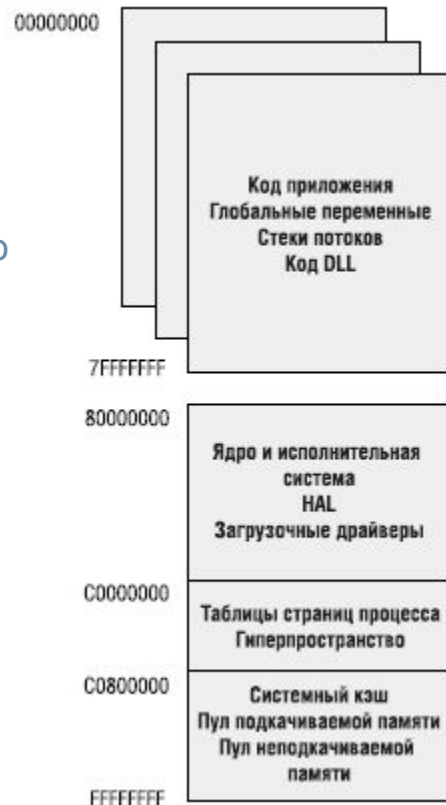 00000000
Код приложения
Глобальные переменные
Стеки потоков
Код DLL
о
7FFFFFFF
80000000
Ядро и исполнительная
система
HAL
Загрузочные драйверы
C0000000
Таблицы страниц процесса
Гиперпространство
C0800000
Системный кэш
Пул подкачиваемой памяти
Пул неподкачиваемой
памяти
FFFFFFFF